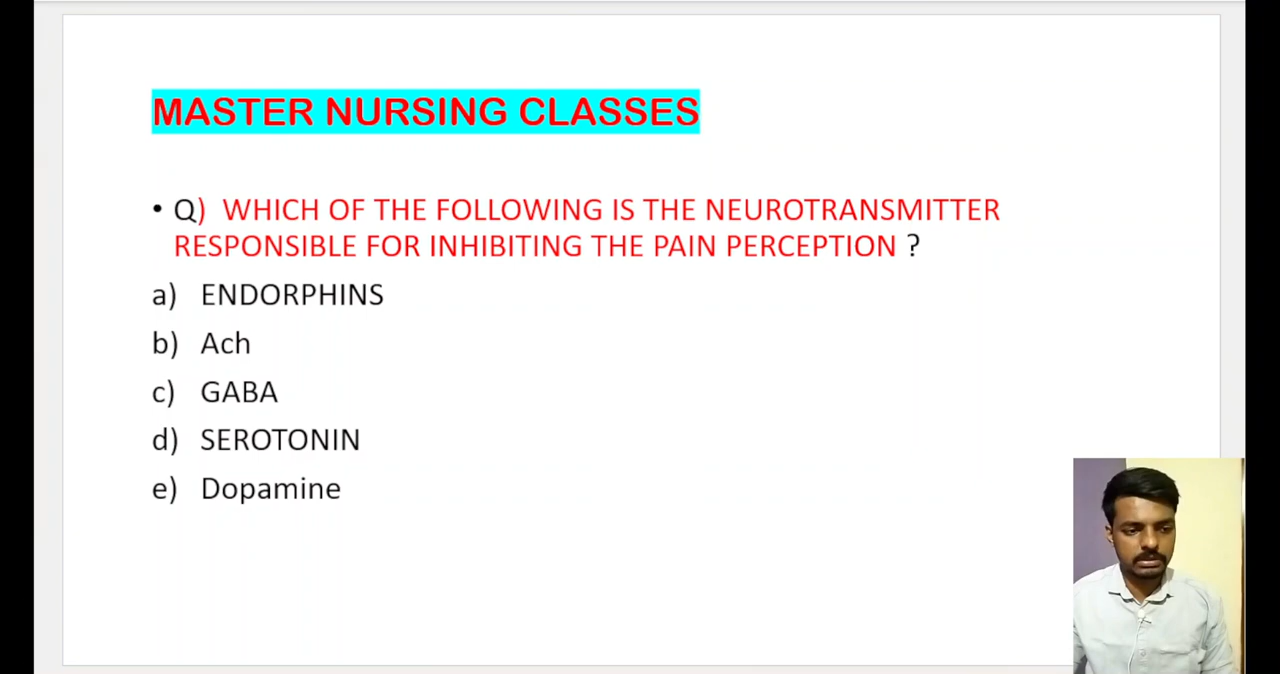 MASTER NURSING CLASSES
• Q) WHICH OF THE FOLLOWING IS THE NEUROTRANSMITTER
RESPONSIBLE FOR INHIBITING THE PAIN PERCEPTION ?
a) ENDORPHINS
b) Ach
c) GABA
d) SEROTONIN
e) Dopamine